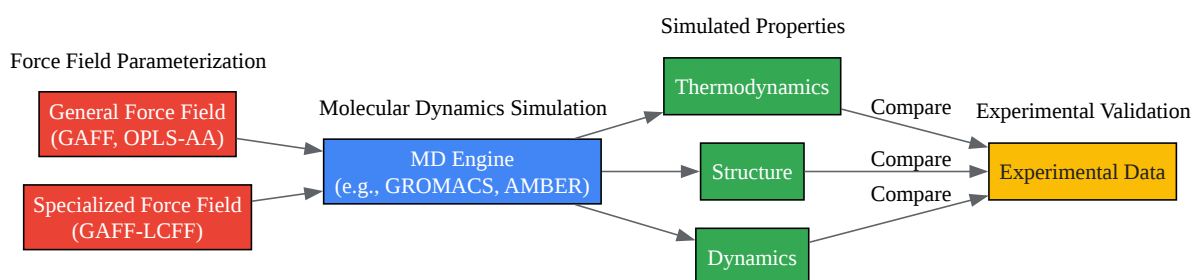 Force Field Parameterization
General Force Field
(GAFF, OPLS-AA)
Specialized Force Field
(GAFF-LCFF)
Molecular Dynamics Simulation
MD Engine
(e.g., GROMACS, AMBER)
Simulated Properties
Thermodynamics
Structure
Dynamics
Compare
Compare
Compare
Experimental Validation
Experimental Data